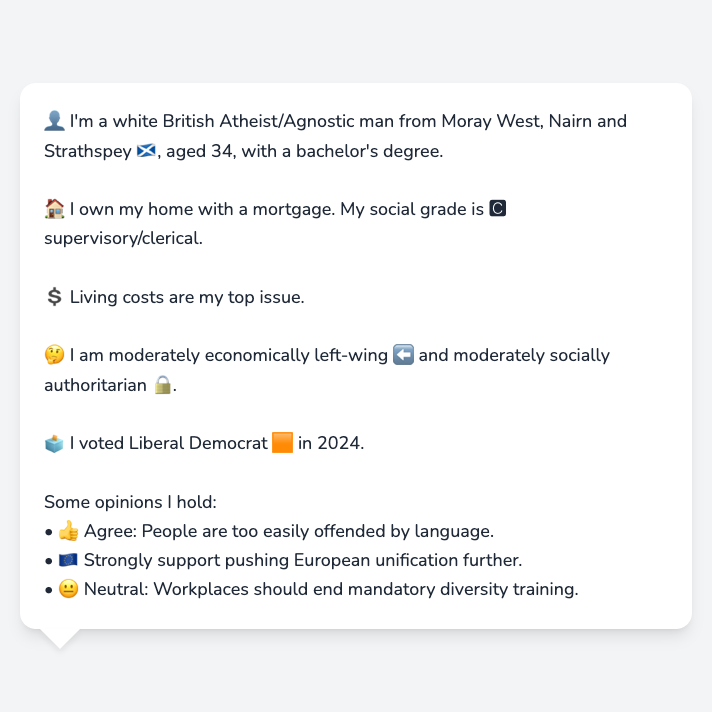 👤 I'm a white British Atheist/Agnostic man from Moray West, Nairn and
Strathspey 🏴󠁧󠁢󠁳󠁣󠁴󠁿, aged 34, with a bachelor's degree.
🏠 I own my home with a mortgage. My social grade is 🅲
supervisory/clerical.
💲 Living costs are my top issue.
🤔 I am moderately economically left-wing ⬅️ and moderately socially
authoritarian 🔒.
🗳️ I voted Liberal Democrat 🟧 in 2024.
Some opinions I hold:
• 👍 Agree: People are too easily offended by language.
• 🇪🇺 Strongly support pushing European unification further.
• 😐 Neutral: Workplaces should end mandatory diversity training.